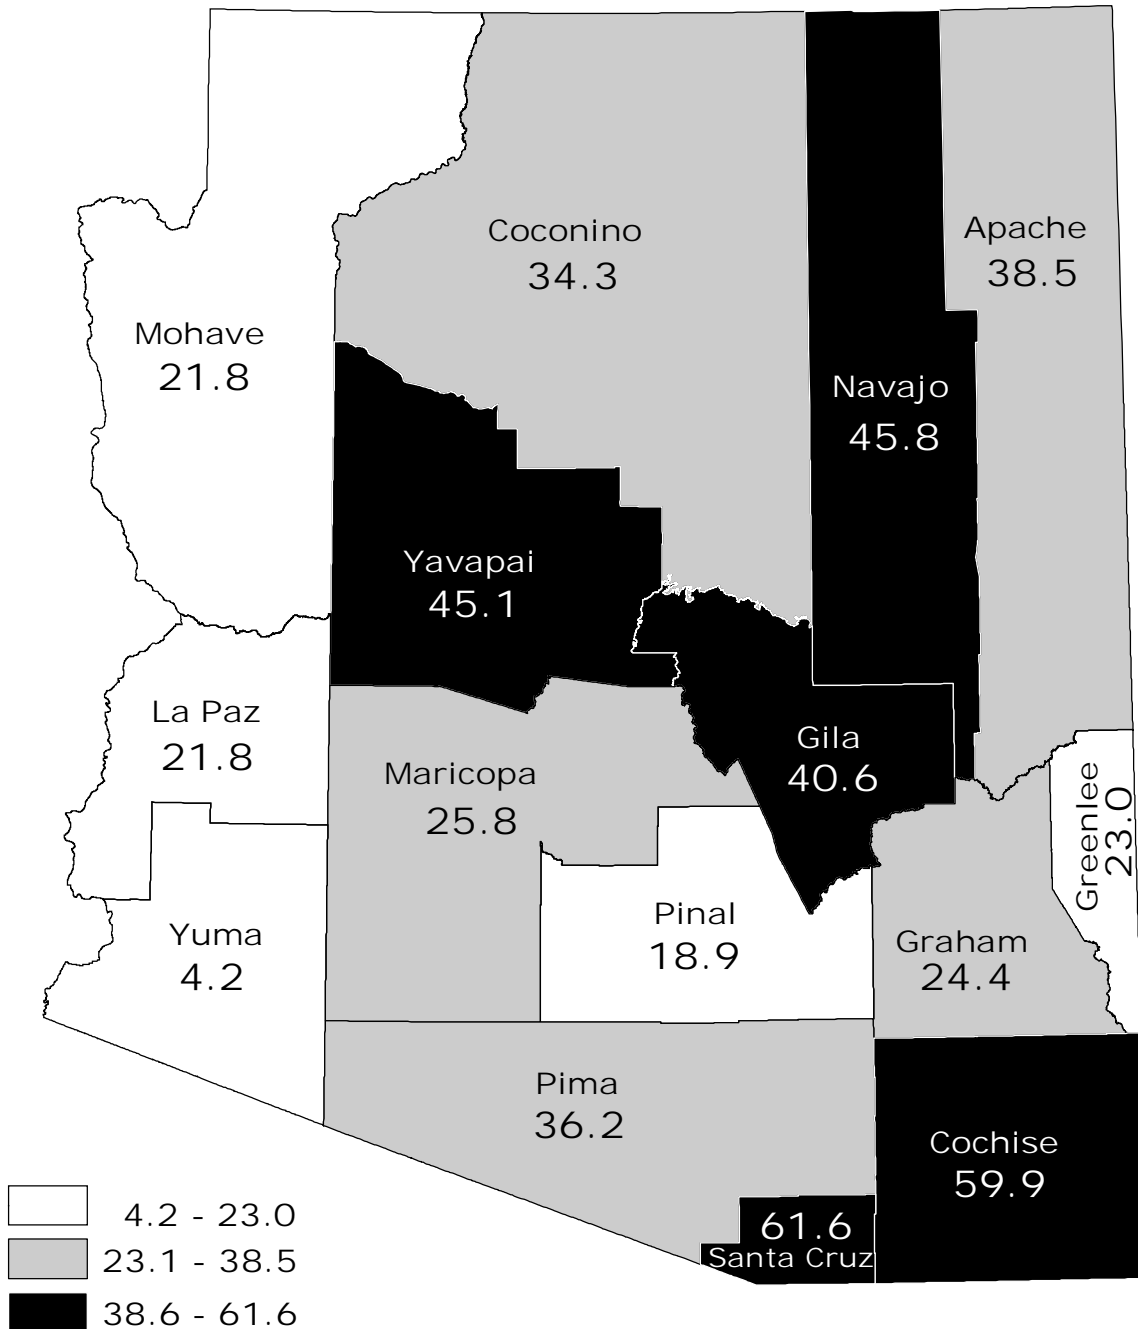 Coconino
34.3
Apache
38.5
Mohave
21.8
Navajo
45.8
Yavapai
45.1
La Paz
21.8
Maricopa
25.8
Gila
40.6
Greenlee
23.0
Yuma
4.2
Pinal
18.9
Graham
24.4
Pima
36.2
Cochise
59.9
61.6
Santa Cruz
4.2 - 23.0
23.1 - 38.5
38.6 - 61.6